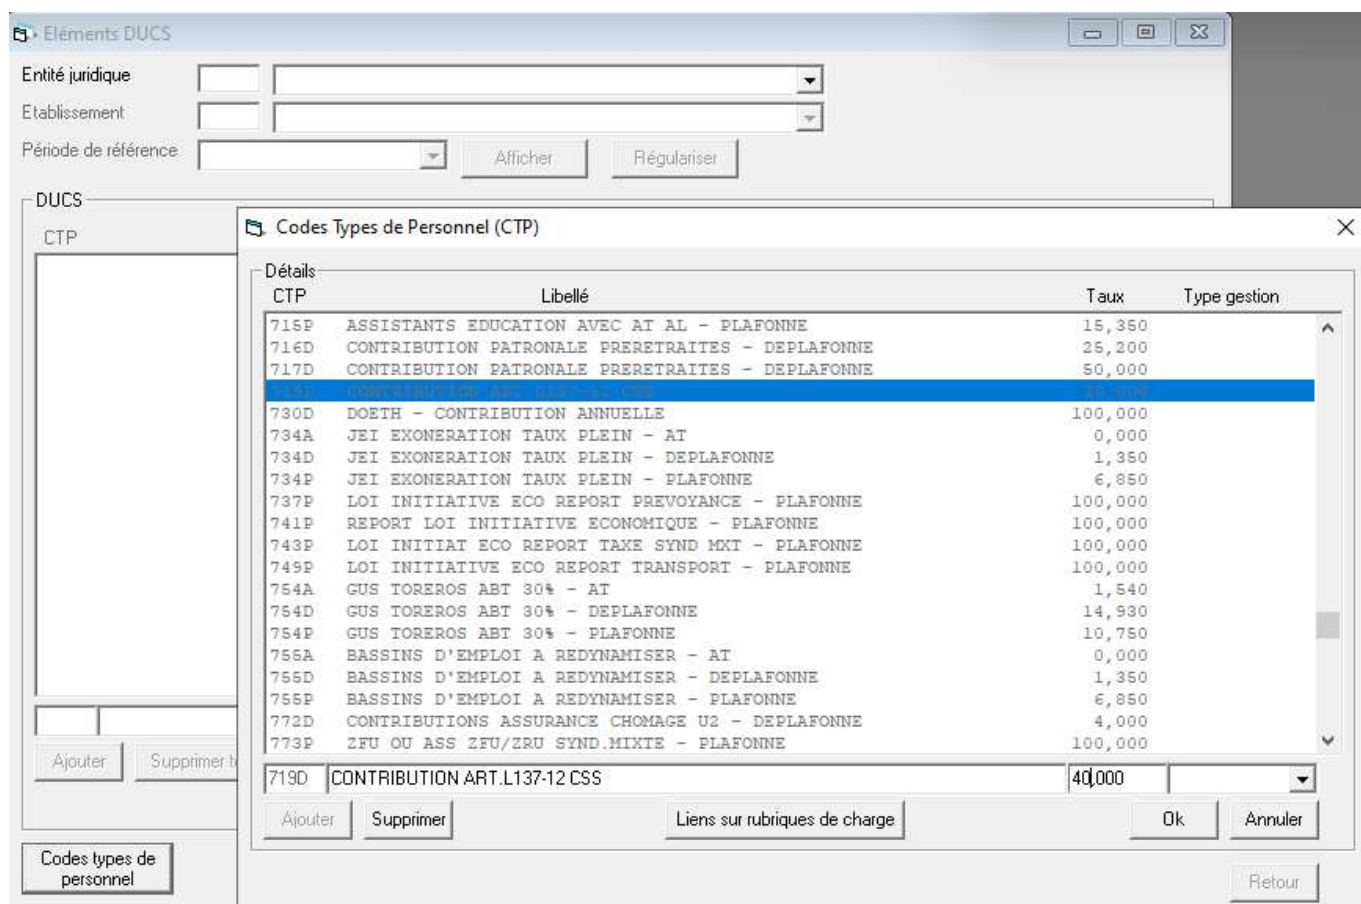 Eléments DUCS
Entité juridique
Etablissement
Période de référence Afficher Régulariser
DUCS
CTP
Codes Types de Personnel (CTP)
Détails
CTP Libellé Taux Type gestion
715P ASSISTANTS EDUCATION AVEC AT AL - PLAFONNE 15,350
716D CONTRIBUTION PATRONALE PRERETRAITES - DEPLAFONNE 25,200
717D CONTRIBUTION PATRONALE PRERETRAITES - DEPLAFONNE 50,000
719D CONTRIBUTION ART.L137-12 CSS 30,000
730D DOETH - CONTRIBUTION ANNUELLE 100,000
734A JEI EXONERATION TAUX PLEIN - AT 0,000
734D JEI EXONERATION TAUX PLEIN - DEPLAFONNE 1,350
734P JEI EXONERATION TAUX PLEIN - PLAFONNE 6,850
737P LOI INITIATIVE ECO REPORT PREVOYANCE - PLAFONNE 100,000
741P REPORT LOI INITIATIVE ECONOMIQUE - PLAFONNE 100,000
743P LOI INITIAT ECO REPORT TAXE SYND MXT - PLAFONNE 100,000
749P LOI INITIATIVE ECO REPORT TRANSPORT - PLAFONNE 100,000
754A GUS TOREROS ABT 30% - AT 1,540
754D GUS TOREROS ABT 30% - DEPLAFONNE 14,930
754P GUS TOREROS ABT 30% - PLAFONNE 10,750
755A BASSINS D'EMPLOI A REDYNAMISER - AT 0,000
755D BASSINS D'EMPLOI A REDYNAMISER - DEPLAFONNE 1,350
755P BASSINS D'EMPLOI A REDYNAMISER - PLAFONNE 6,850
772D CONTRIBUTIONS ASSURANCE CHOMAGE U2 - DEPLAFONNE 4,000
773P ZFU OU ASS ZFU/ZRU SYND.MIXTE - PLAFONNE 100,000
719D CONTRIBUTION ART.L137-12 CSS 40,000
Ajouter Supprimer
Ajouter Supprimer Liens sur rubriques de charge Ok Annuler
Codes types de
personnel
Retour